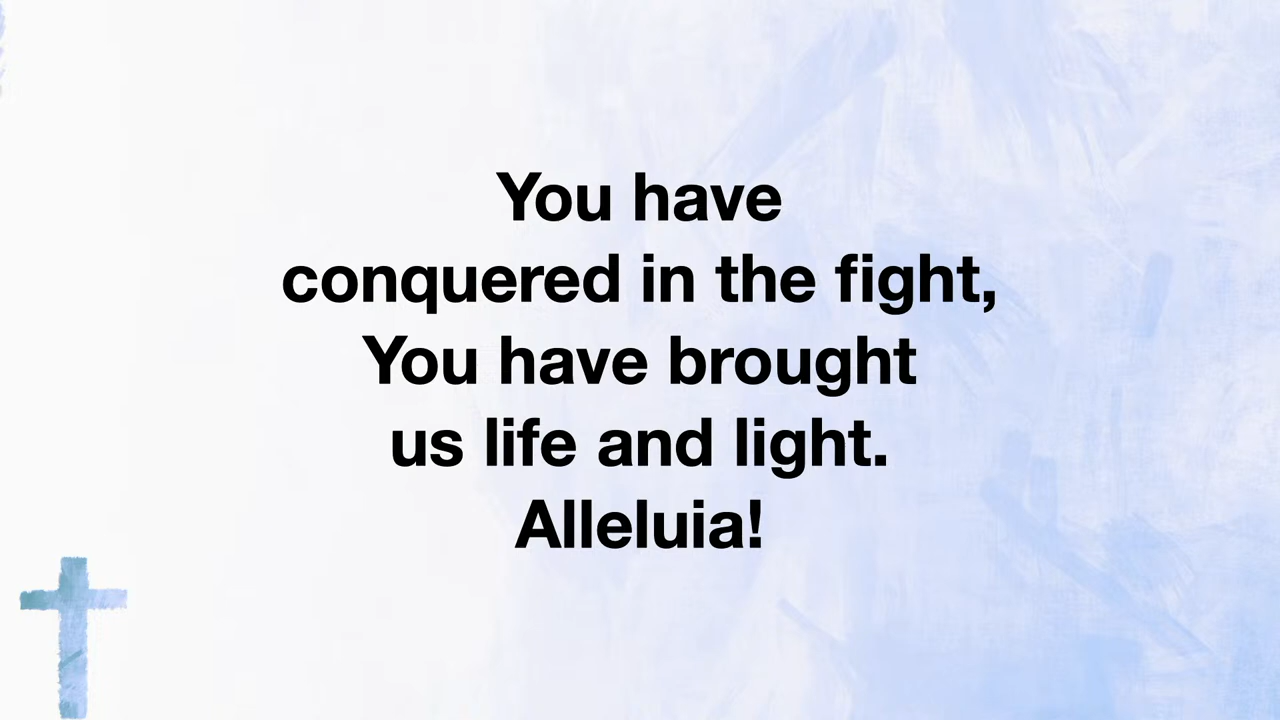 You have
conquered in the fight,
You have brought
us life and light.
Alleluia!